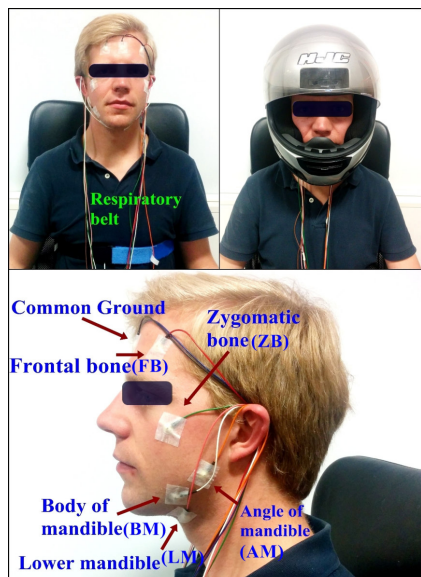 HJC
Respiratory
belt
Common Ground
Zygomatic
bone (ZB)
Frontal bone(FB)
Body of
mandible(BM)
Angle of
mandible
(AM)
Lower mandible(LM)